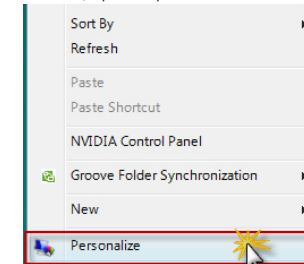 Sort By
Refresh
Paste
Paste Shortcut
NVIDIA Control Panel
Groove Folder Synchronization
New
Personalize